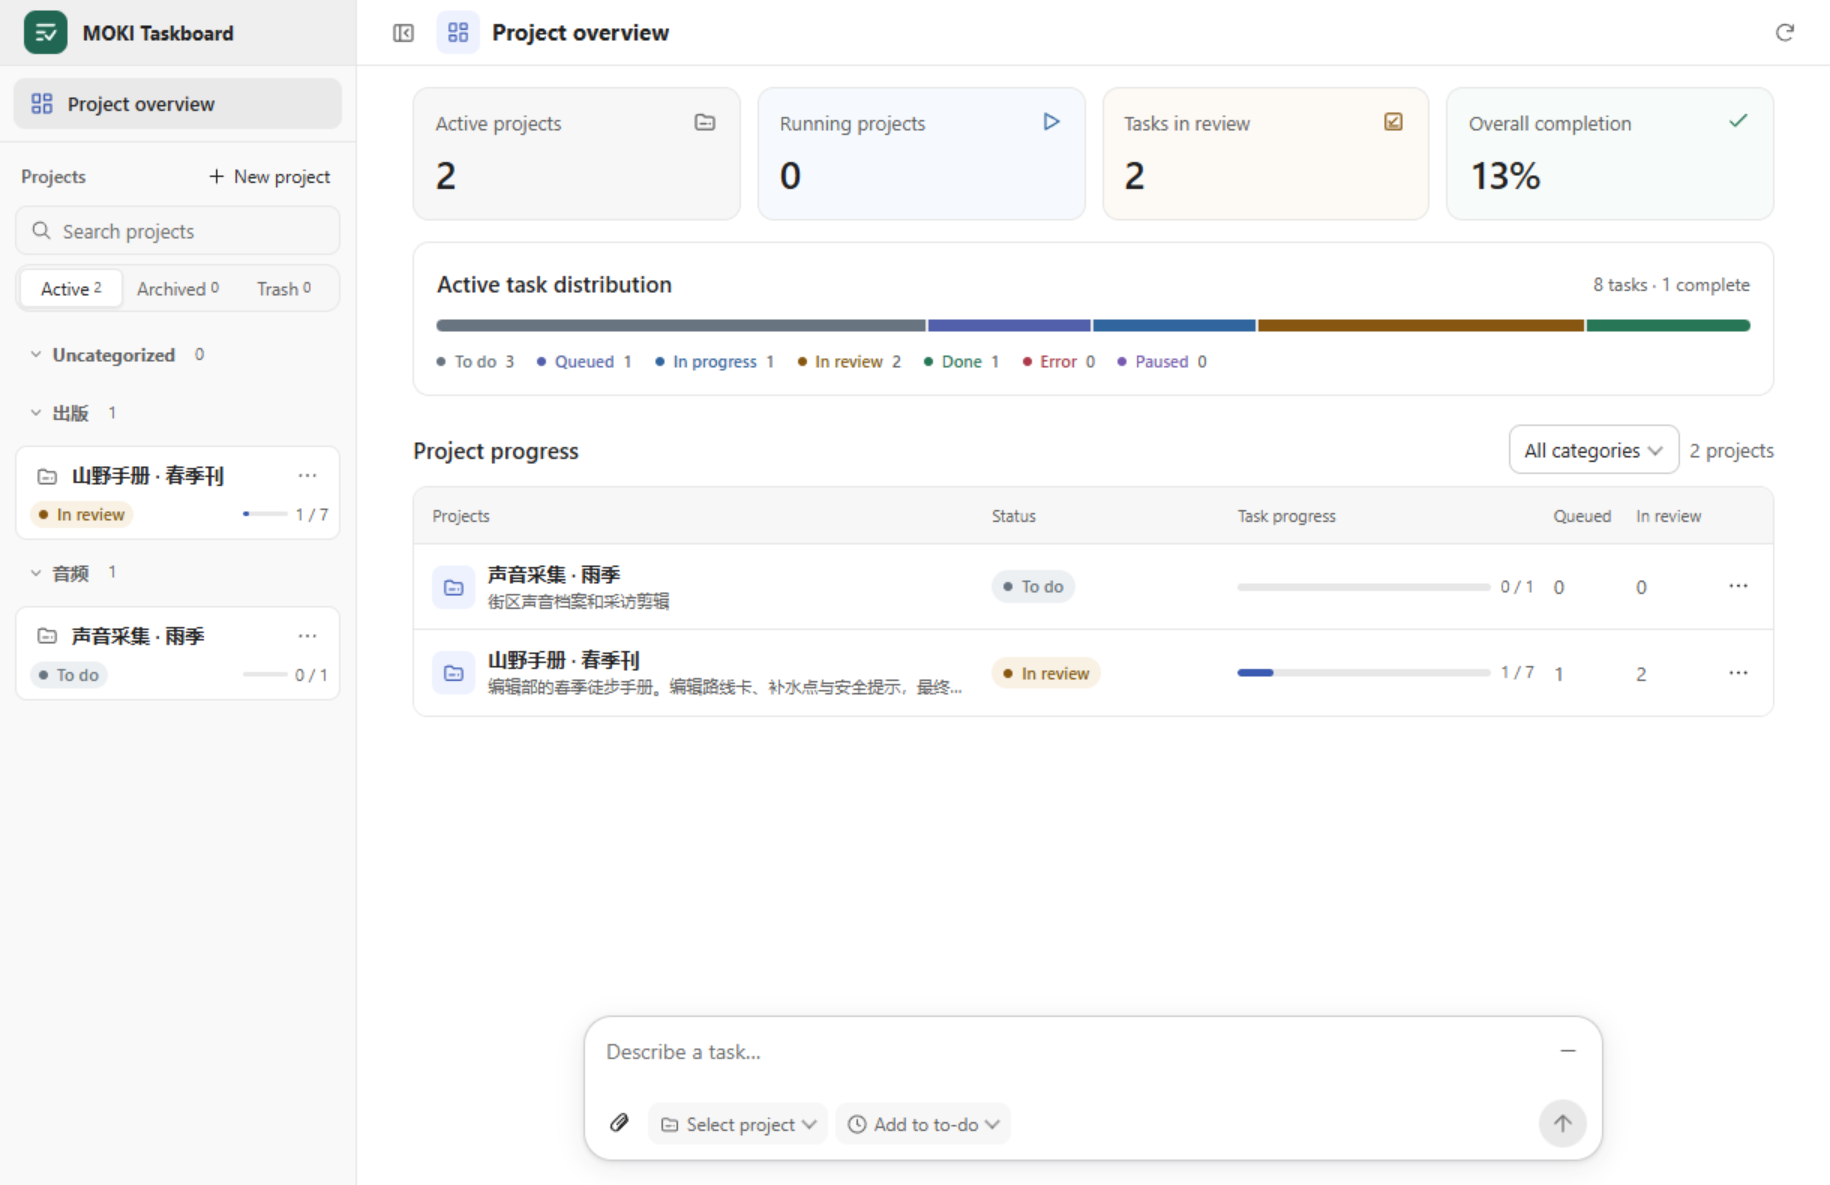 MOKI Taskboard
Project overview
Projects
New project
Search projects
Active 2
Archived 0
Trash 0
Uncategorized 0
出版 1
山野手册 · 春季刊
In review
1 / 7
音频 1
声音采集 · 雨季
To do
0 / 1
Project overview
Active projects
2
Running projects
0
Tasks in review
2
Overall completion
13%
Active task distribution
8 tasks · 1 complete
To do 3
Queued 1
In progress 1
In review 2
Done 1
Error 0
Paused 0
Project progress
All categories
2 projects
Projects Status Task progress Queued In review
声音采集 · 雨季
街区声音档案和采访剪辑
To do
0 / 1
0
0
山野手册 · 春季刊
编辑部的春季徒步手册。编辑路线卡、补水点与安全提示，最终...
In review
1 / 7
1
2
Describe a task...
Select project
Add to to-do